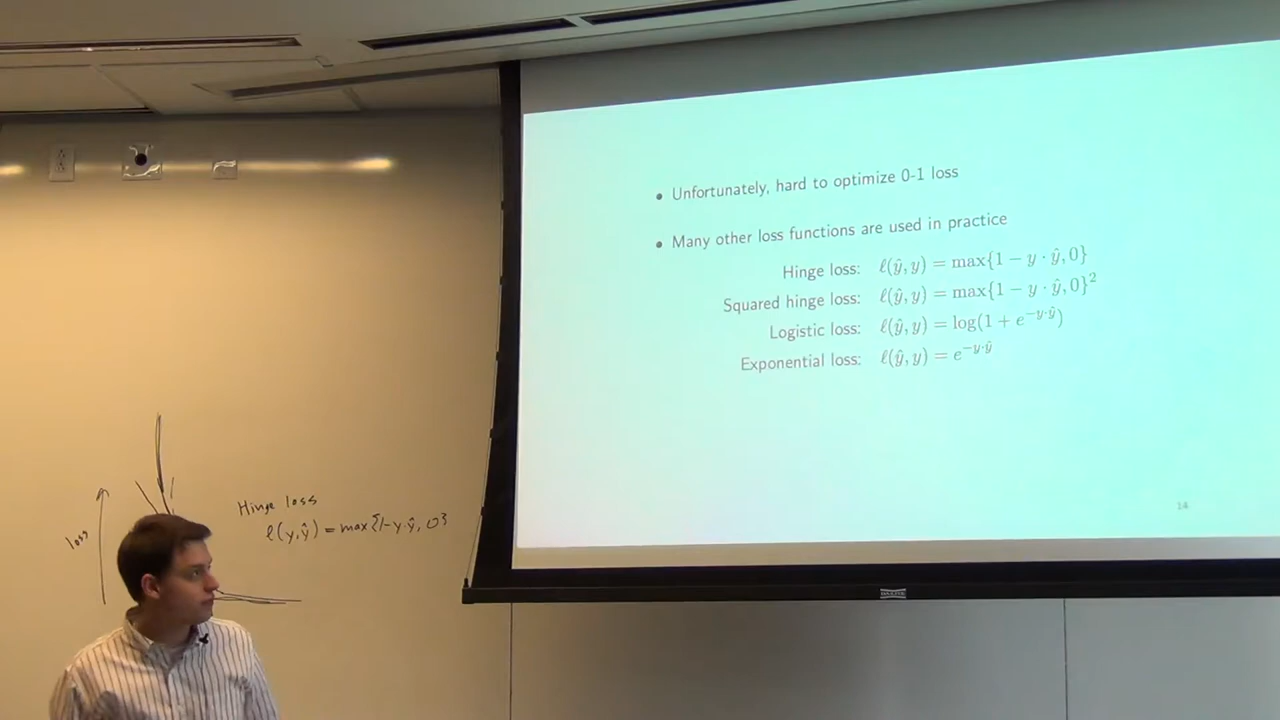 • Unfortunately, hard to optimize 0-1 loss
• Many other loss functions are used in practice
Hinge loss: ℓ(ŷ, y) = max{1 − y · ŷ, 0}
Squared hinge loss: ℓ(ŷ, y) = max{1 − y · ŷ, 0}²
Logistic loss: ℓ(ŷ, y) = log(1 + e^{−y·ŷ})
Exponential loss: ℓ(ŷ, y) = e^{−y·ŷ}
14
loss
Hinge loss
ℓ(y, ŷ) = max{1-y·ŷ, 0}